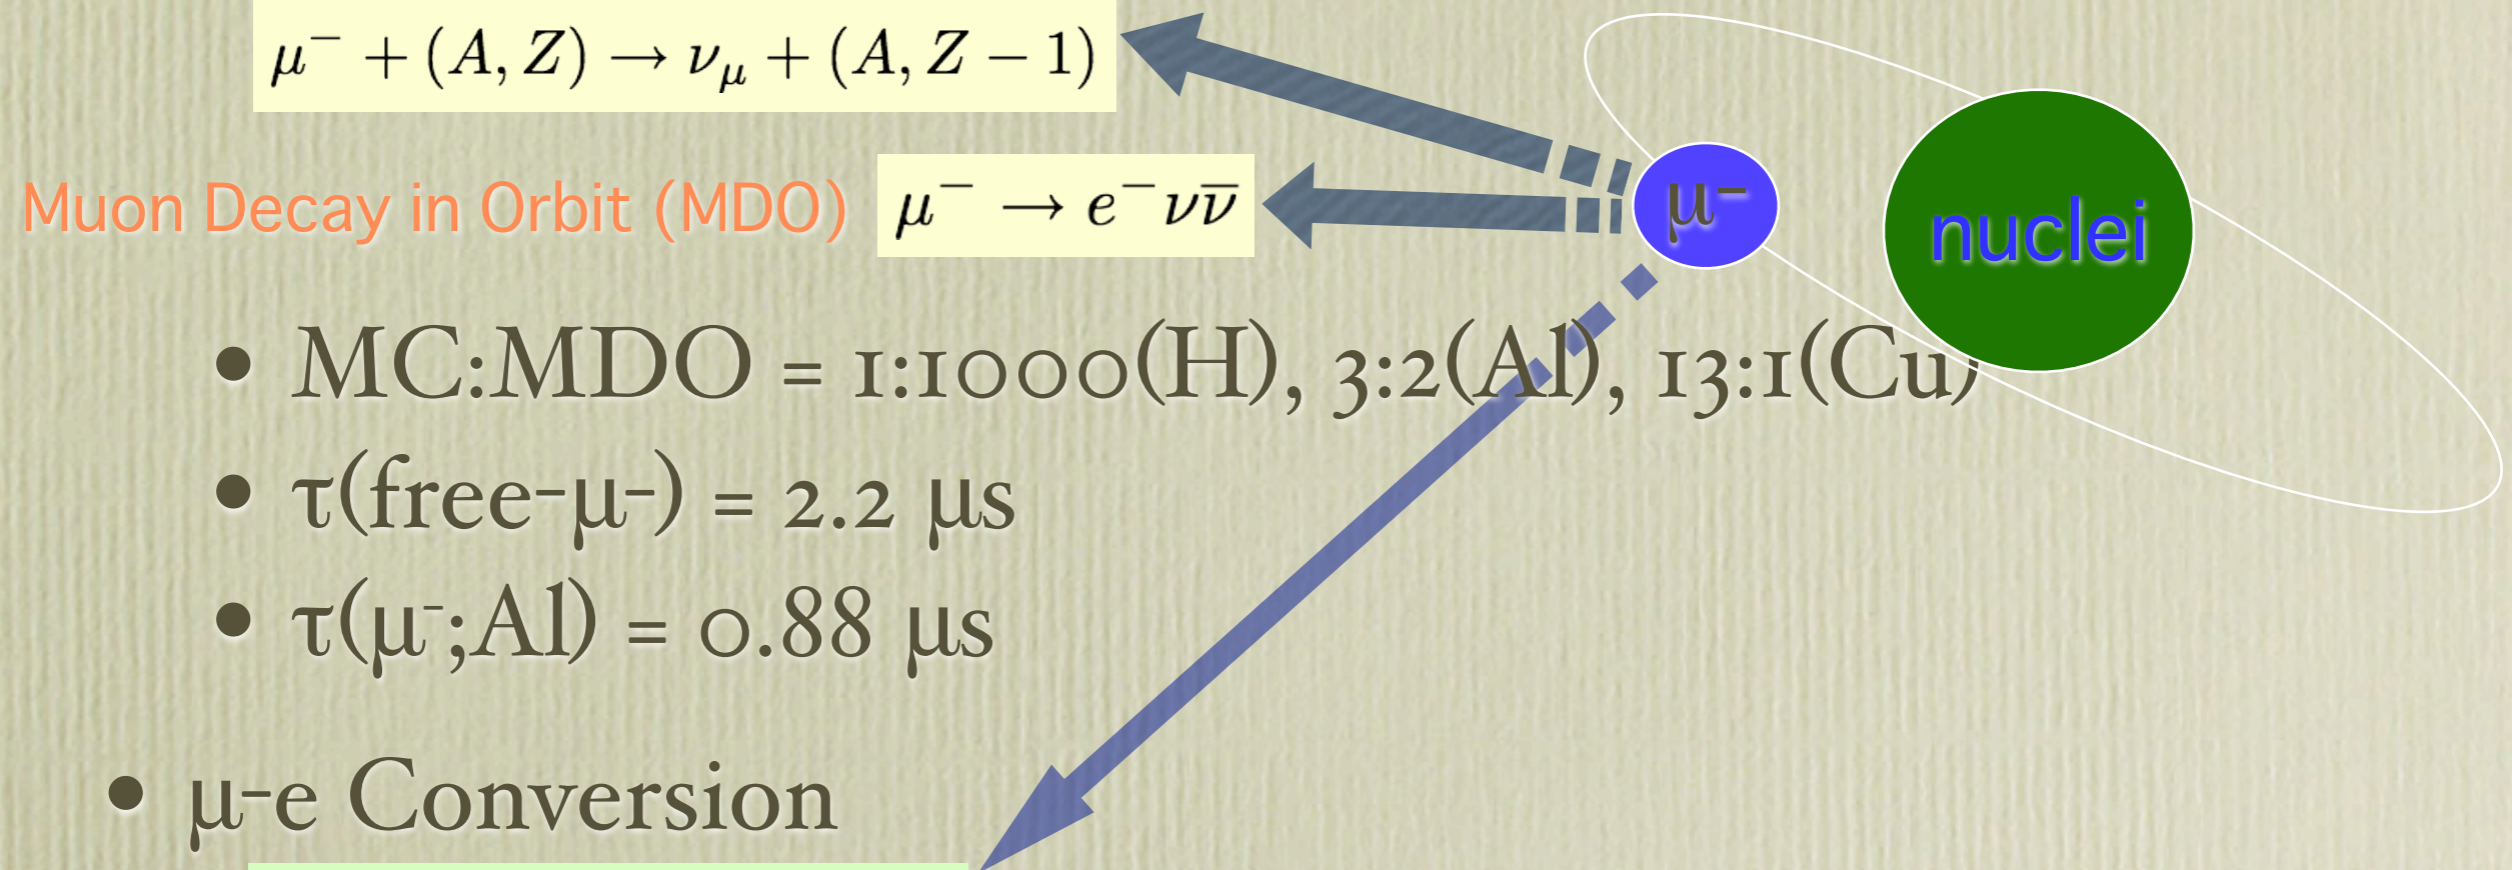 μ⁻ + (A, Z) → ν_μ + (A, Z − 1)
Muon Decay in Orbit (MDO) μ⁻ → e⁻νν̅
μ⁻
nuclei
• MC:MDO = 1:1000(H), 3:2(Al), 13:1(Cu)
• τ(free-μ-) = 2.2 μs
• τ(μ⁻;Al) = 0.88 μs
• μ-e Conversion